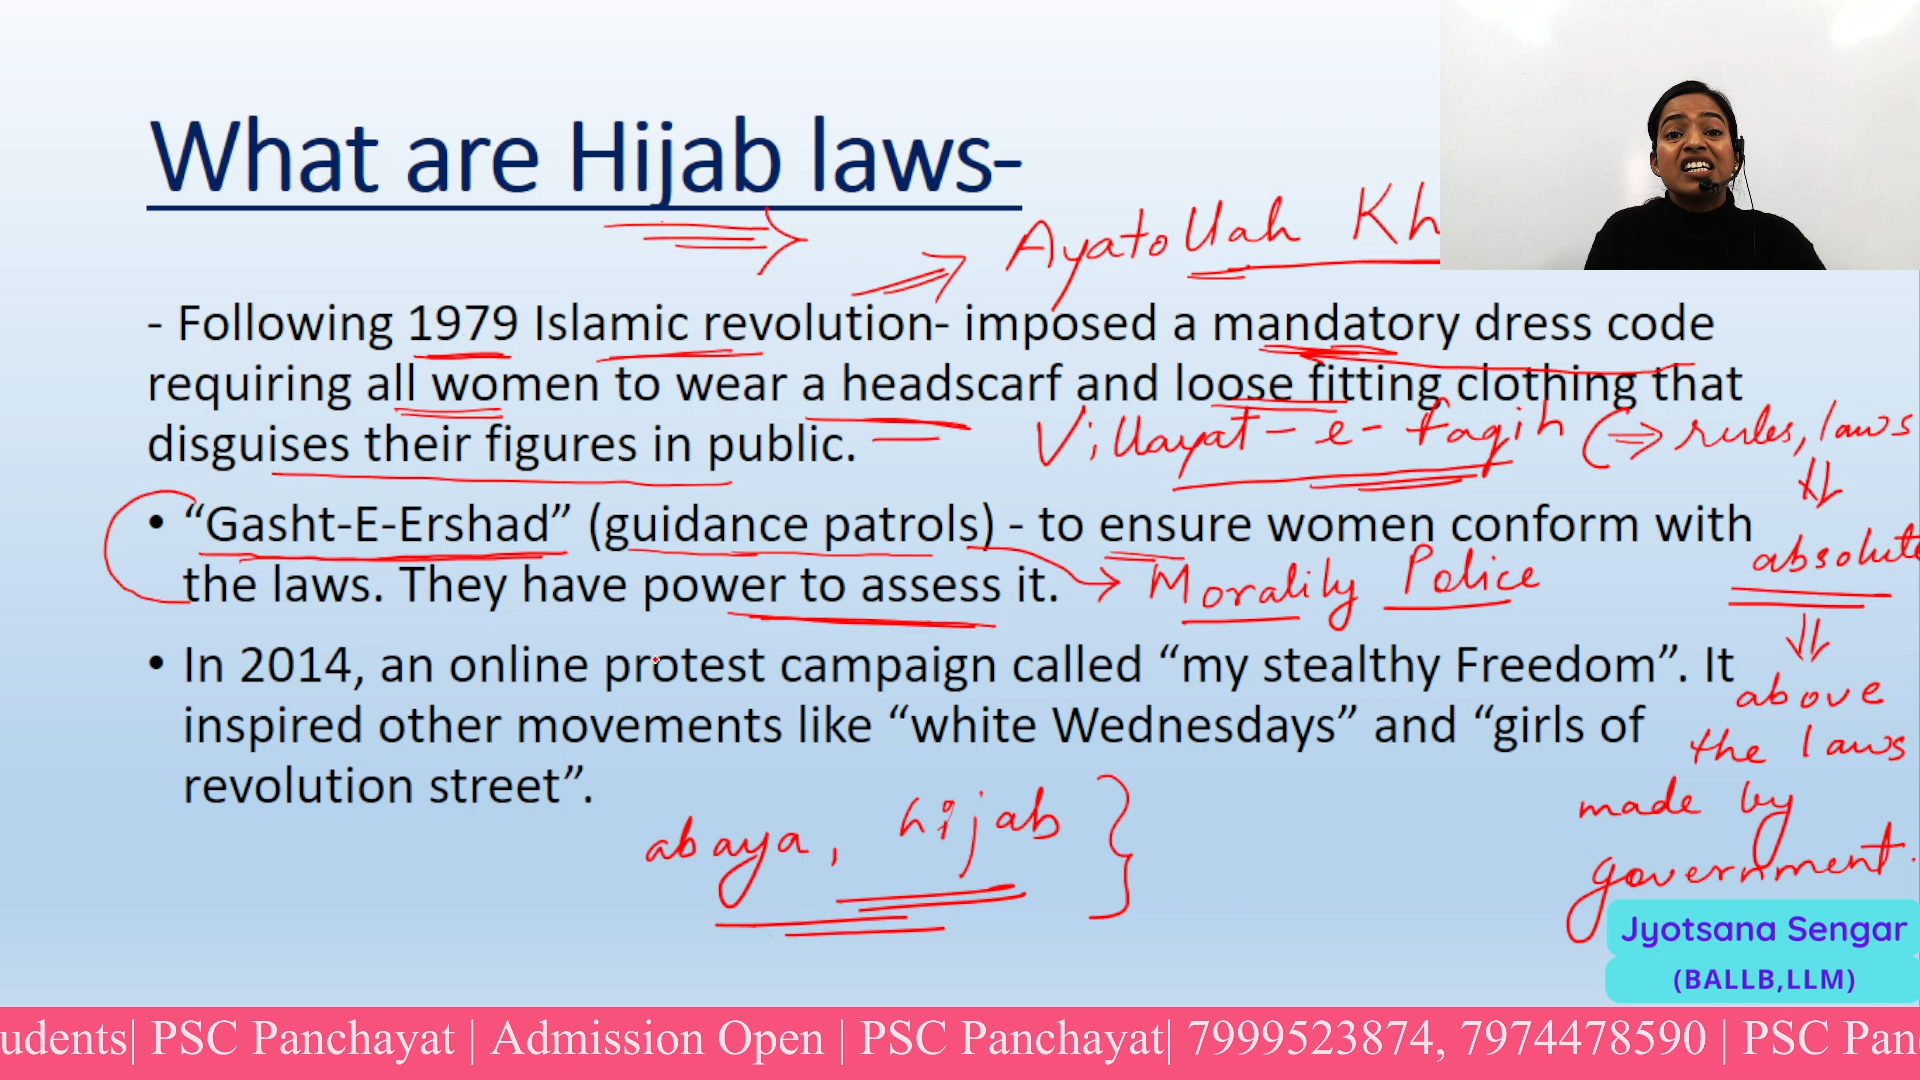 What are Hijab laws-
Ayatollah Kh
- Following 1979 Islamic revolution- imposed a mandatory dress code
requiring all women to wear a headscarf and loose fitting clothing that
disguises their figures in public.
Villayat-e-faqih (⇒ rules, laws
• “Gasht-E-Ershad” (guidance patrols) - to ensure women conform with
the laws. They have power to assess it.
→ Morality Police
absolute
• In 2014, an online protest campaign called “my stealthy Freedom”. It
inspired other movements like “white Wednesdays” and “girls of
revolution street”.
above
the laws
made by
government.
abaya, hijab }
Jyotsana Sengar
(BALLB,LLM)
udents| PSC Panchayat | Admission Open | PSC Panchayat| 7999523874, 7974478590 | PSC Pan